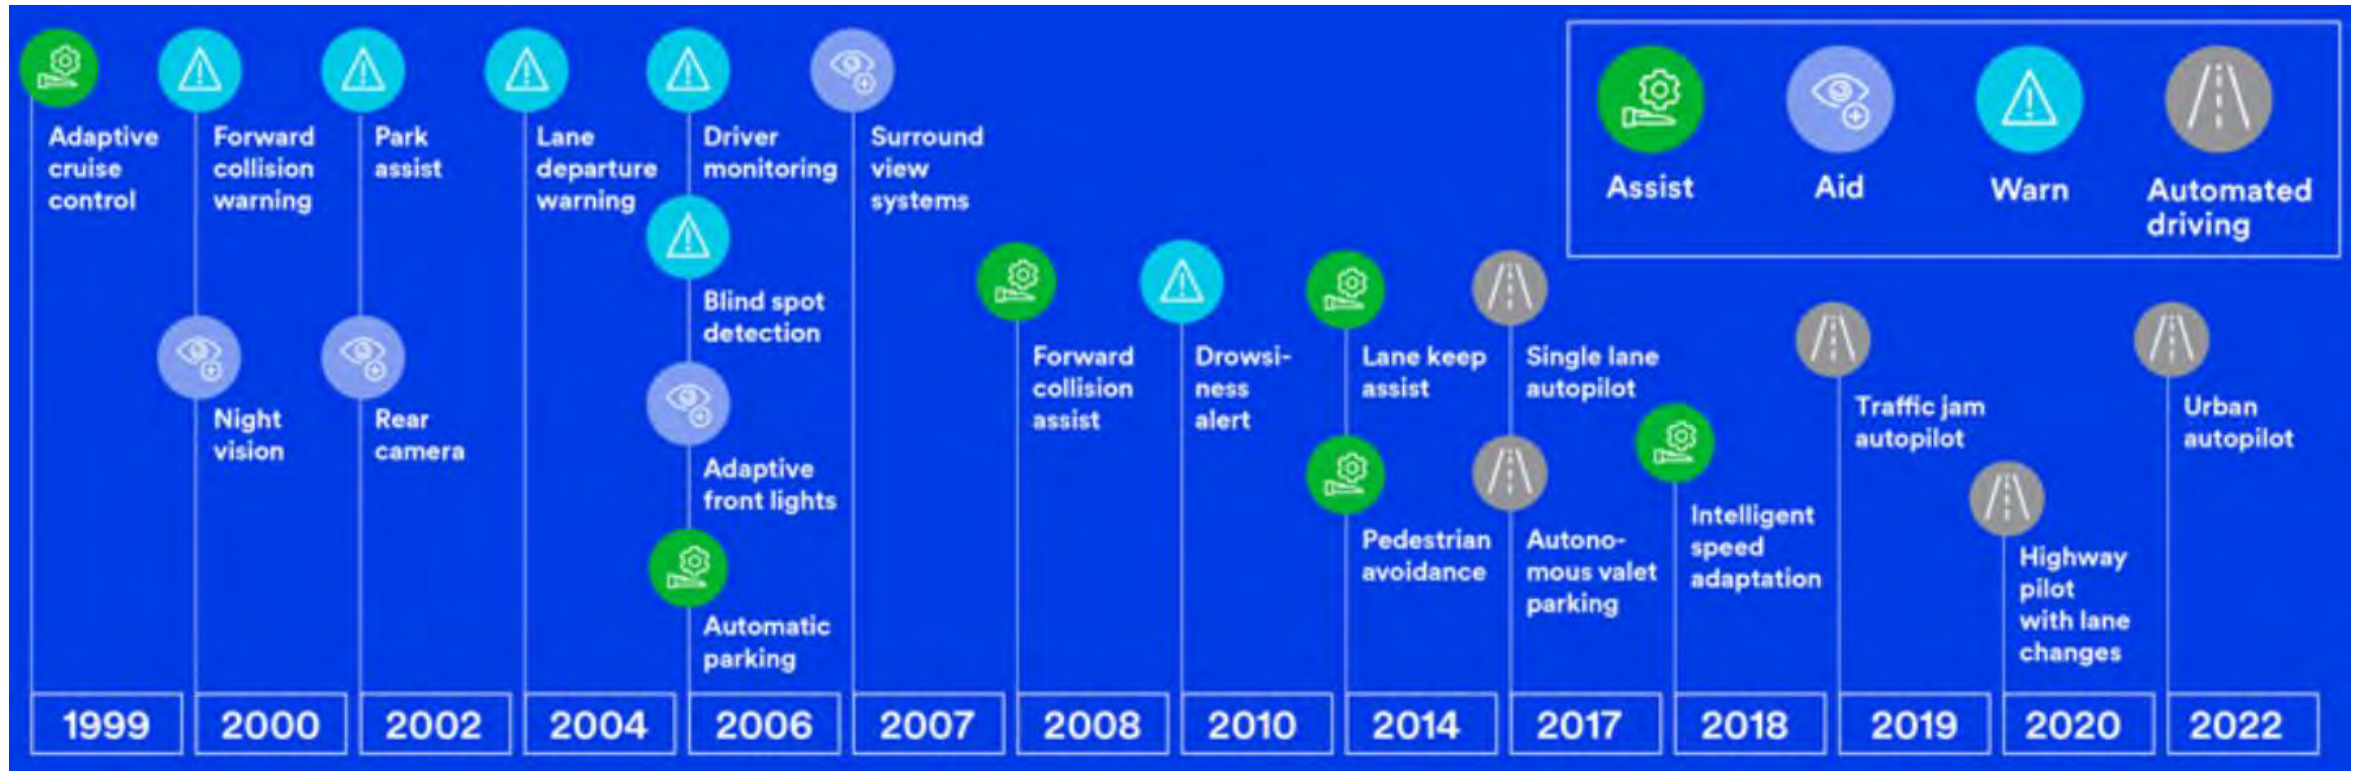 Adaptive
cruise
control
Forward
collision
warning
Night
vision
Park
assist
Rear
camera
Lane
departure
warning
Driver
monitoring
Blind spot
detection
Adaptive
front lights
Automatic
parking
Surround
view
systems
Forward
collision
assist
Drowsi-
ness
alert
Lane keep
assist
Pedestrian
avoidance
Single lane
autopilot
Autono-
mous valet
parking
Intelligent
speed
adaptation
Traffic jam
autopilot
Highway
pilot
with lane
changes
Urban
autopilot
Assist
Aid
Warn
Automated
driving
1999
2000
2002
2004
2006
2007
2008
2010
2014
2017
2018
2019
2020
2022